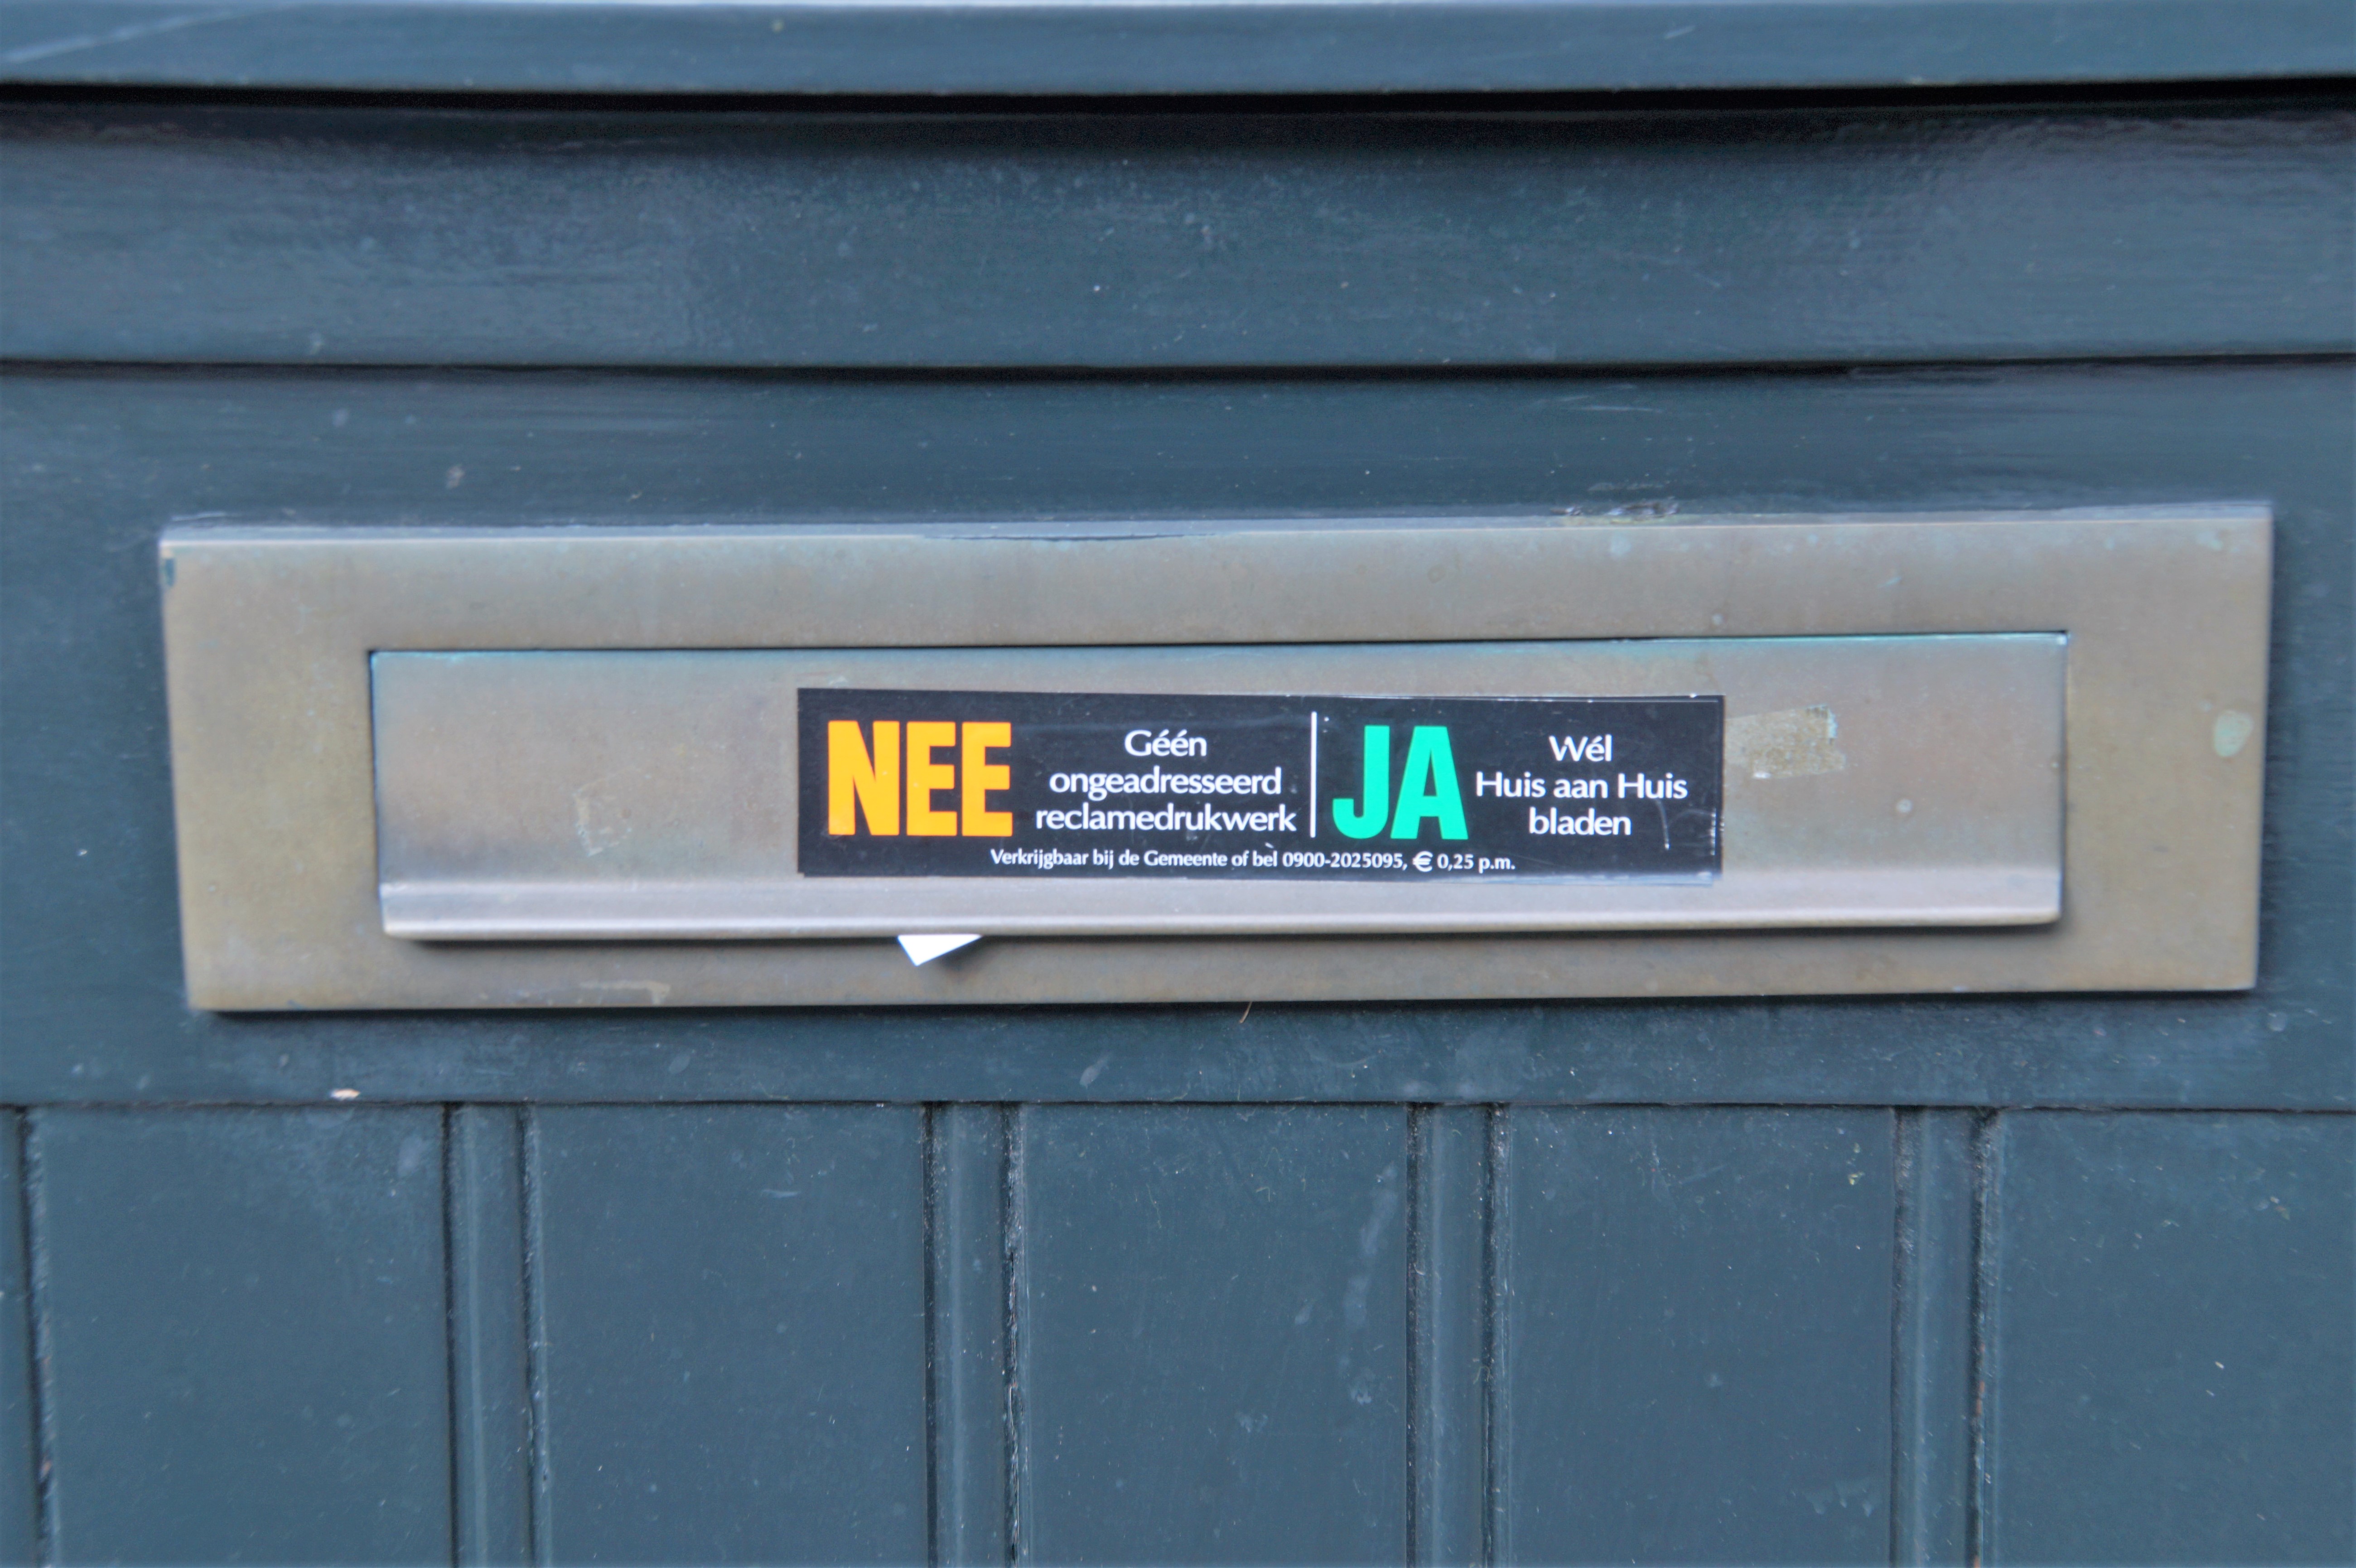 NEE
Géén
ongeadresseerd
reclamedrukwerk
JA
Wél
Huis aan Huis
bladen
Verkrijgbaar bij de Gemeente of bel 0900-2025095, € 0,25 p.m.